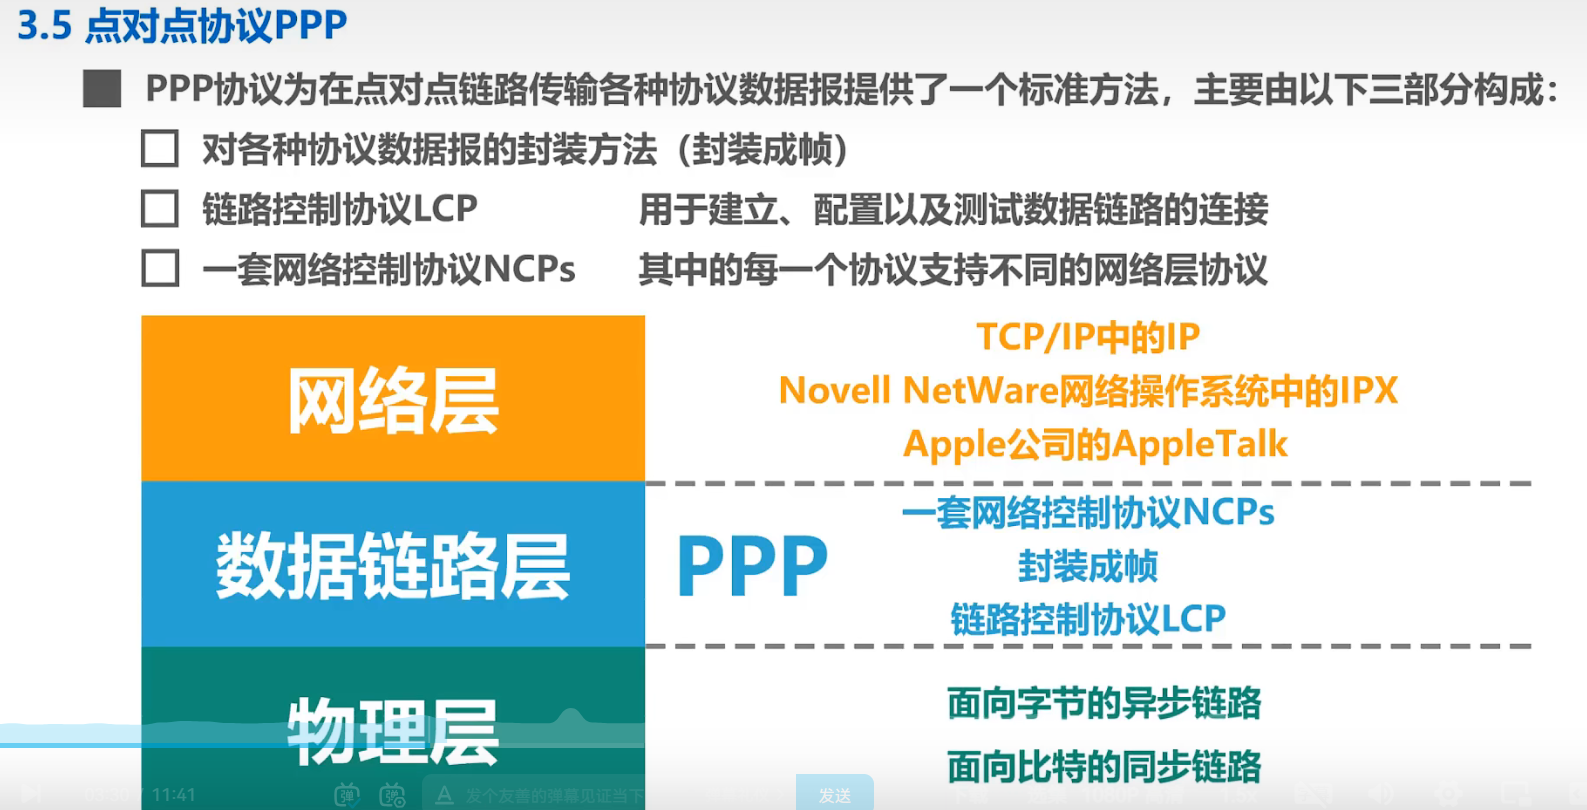 3.5 点对点协议PPP
PPP协议为在点对点链路传输各种协议数据报提供了一个标准方法，主要由以下三部分构成：
对各种协议数据报的封装方法（封装成帧）
链路控制协议LCP 用于建立、配置以及测试数据链路的连接
一套网络控制协议NCPs 其中的每一个协议支持不同的网络层协议
网络层
TCP/IP中的IP
Novell NetWare网络操作系统中的IPX
Apple公司的AppleTalk
数据链路层
PPP
一套网络控制协议NCPs
封装成帧
链路控制协议LCP
物理层
面向字节的异步链路
面向比特的同步链路
11:41
弹 弹 A 发个友善的弹幕见证当下
发送